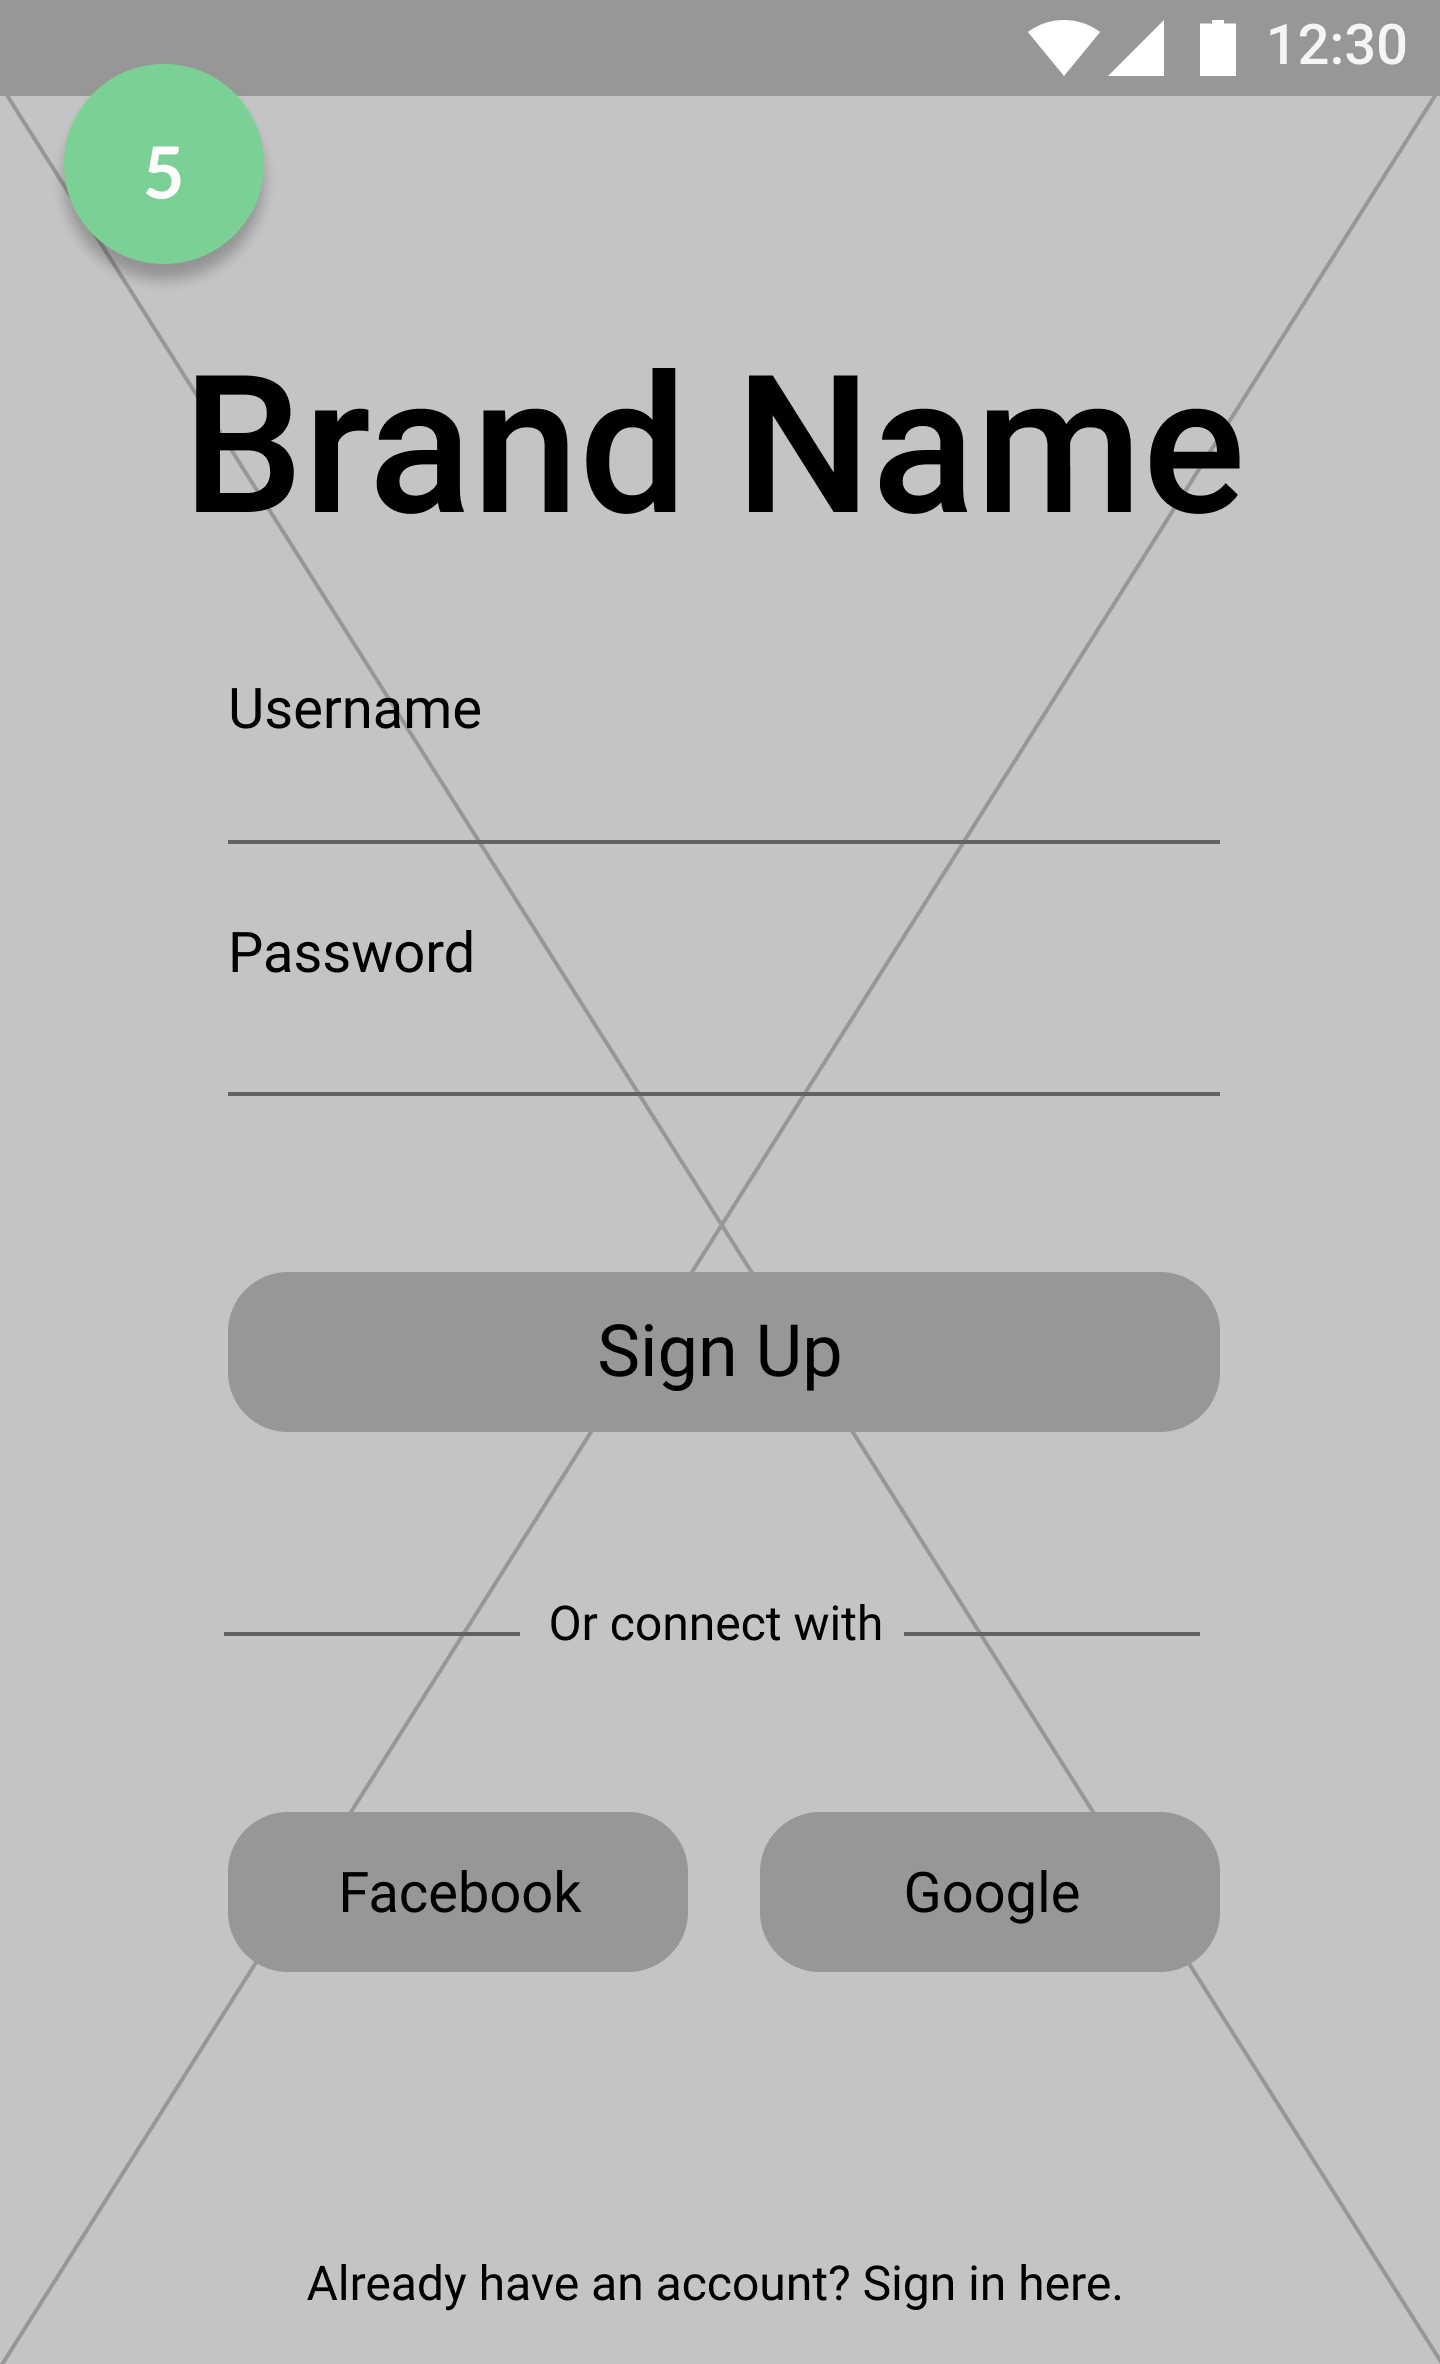 12:30
5
Brand Name
Username
Password
Sign Up
Or connect with
Facebook
Google
Already have an account? Sign in here.